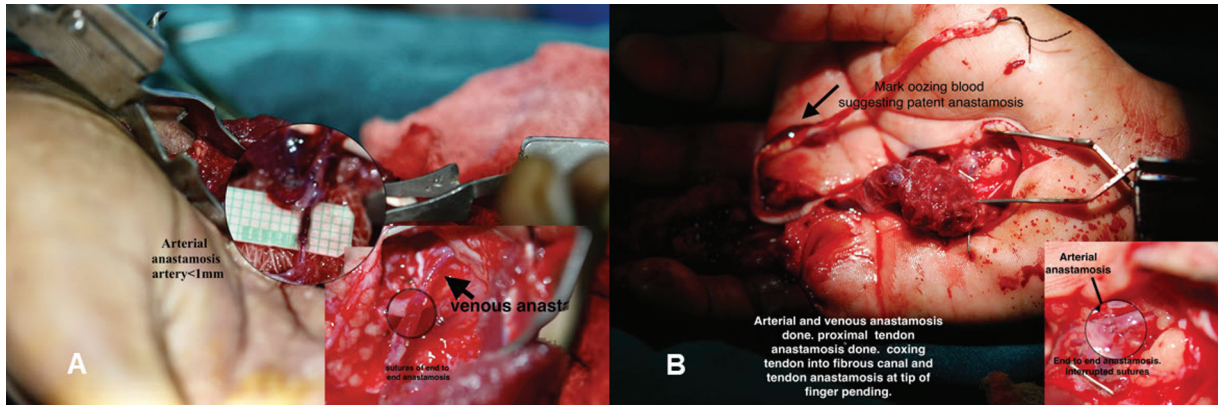 Arterial
anastamosis
artery<1mm
venous anast
sutures of end to
end anastamosis
A
Mark oozing blood
suggesting patent anastamosis
Arterial and venous anastamosis
done. proximal tendon
anastamosis done. coxing
tendon into fibrous canal and
tendon anastamosis at tip of
finger pending.
Arterial
anastamosis
End to end anastamosis.
interrupted sutures
B